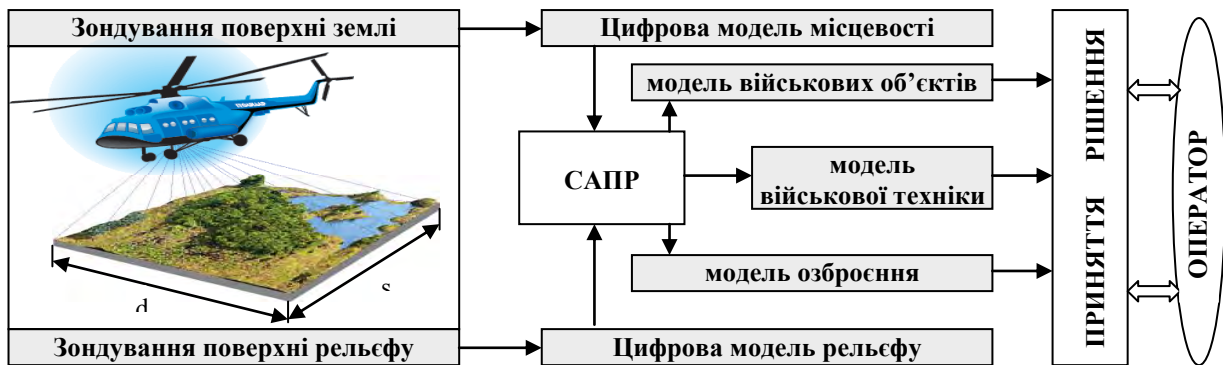 Зондування поверхні землі
Цифрова модель місцевості
модель військових об’єктів
САПР
модель
військової техніки
модель озброєння
d
s
Зондування поверхні рельєфу
Цифрова модель рельєфу
ПРИНЯТТЯ РІШЕННЯ
ОПЕРАТОР